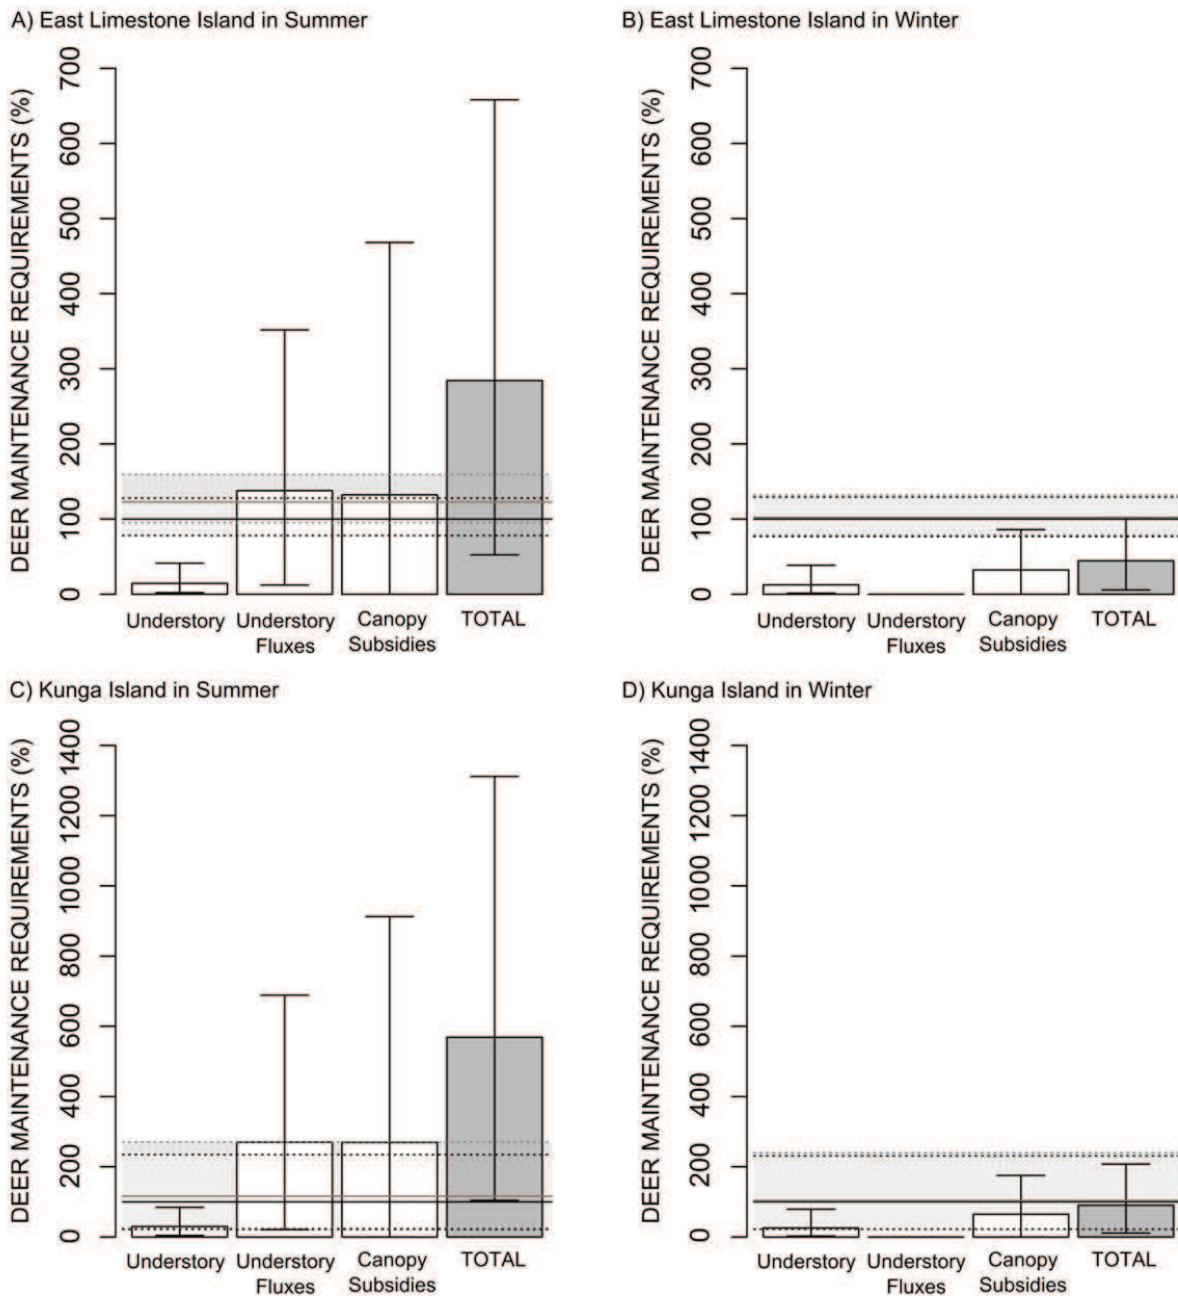 A) East Limestone Island in Summer
DEER MAINTENANCE REQUIREMENTS (%)
700
600
500
400
300
200
100
0
Understory
Understory
Fluxes
Canopy
Subsidies
TOTAL
B) East Limestone Island in Winter
DEER MAINTENANCE REQUIREMENTS (%)
700
600
500
400
300
200
100
0
Understory
Understory
Fluxes
Canopy
Subsidies
TOTAL
C) Kunga Island in Summer
DEER MAINTENANCE REQUIREMENTS (%)
1400
1200
1000
800
600
400
200
0
Understory
Understory
Fluxes
Canopy
Subsidies
TOTAL
D) Kunga Island in Winter
DEER MAINTENANCE REQUIREMENTS (%)
1400
1200
1000
800
600
400
200
0
Understory
Understory
Fluxes
Canopy
Subsidies
TOTAL